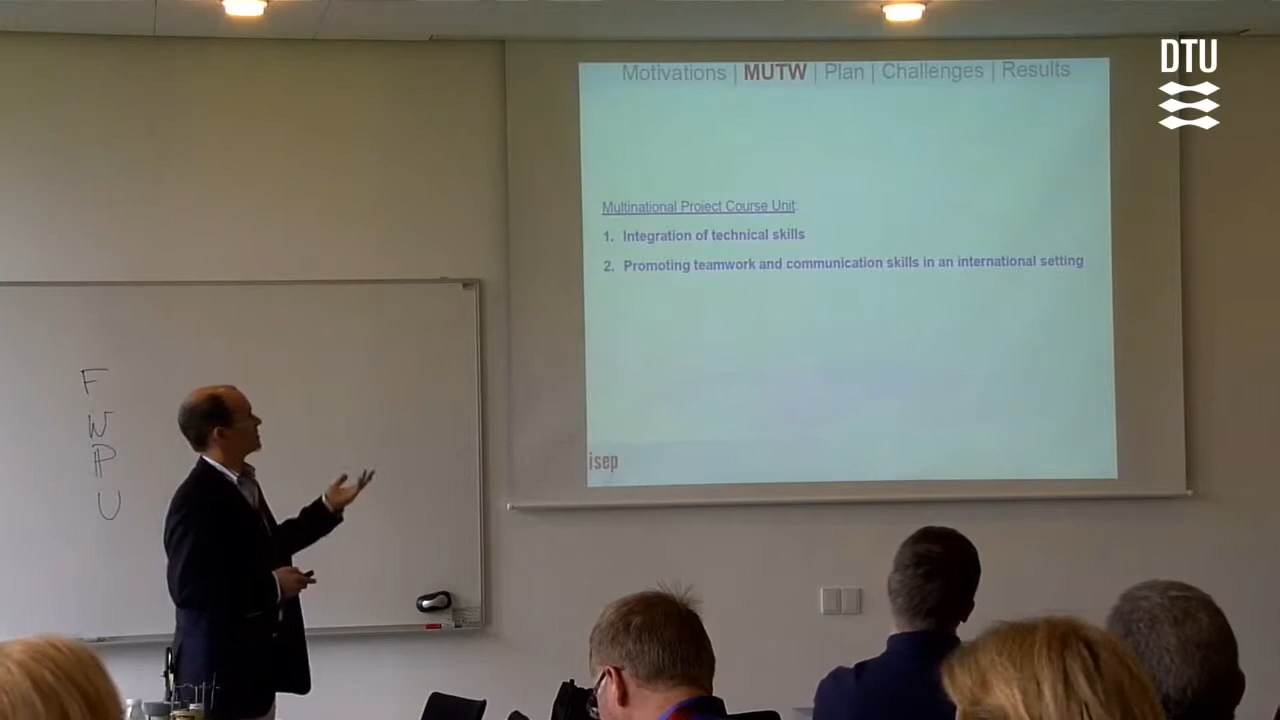 DTU
Motivations | MUTW | Plan | Challenges | Results
Multinational Project Course Unit:
1. Integration of technical skills
2. Promoting teamwork and communication skills in an international setting
isep
F
W
U